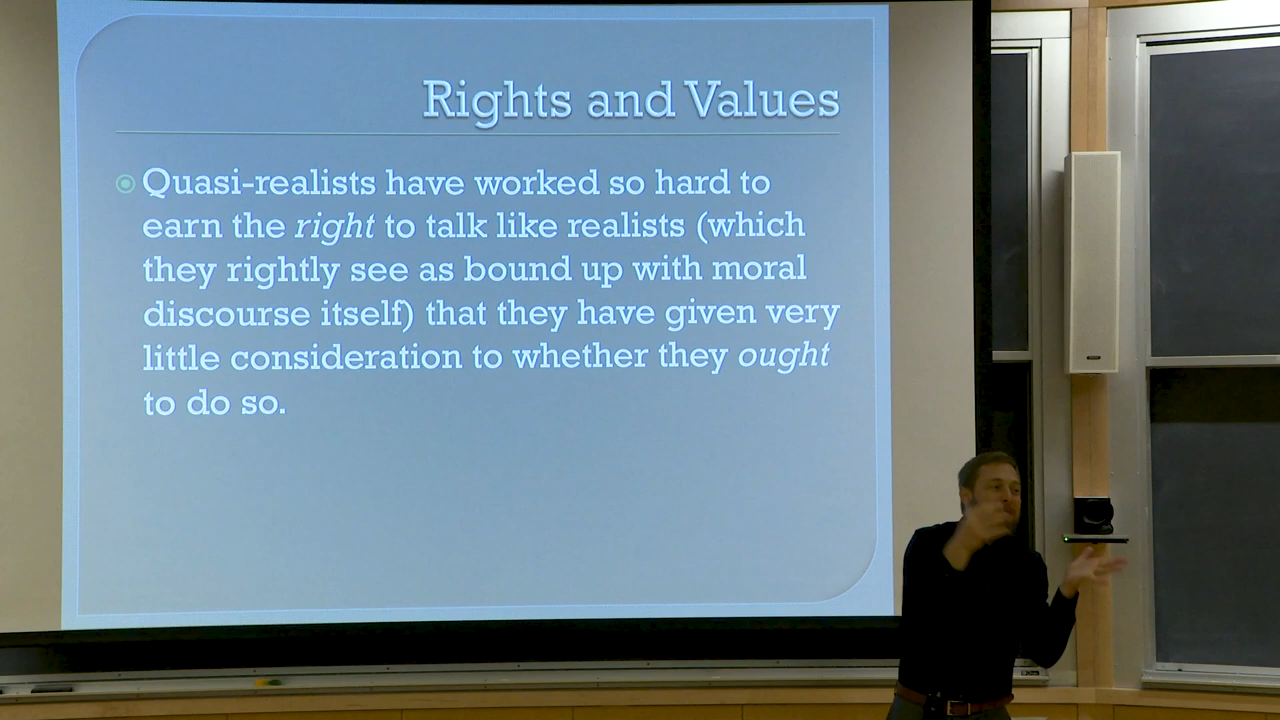 Rights and Values
Quasi-realists have worked so hard to
earn the right to talk like realists (which
they rightly see as bound up with moral
discourse itself) that they have given very
little consideration to whether they ought
to do so.